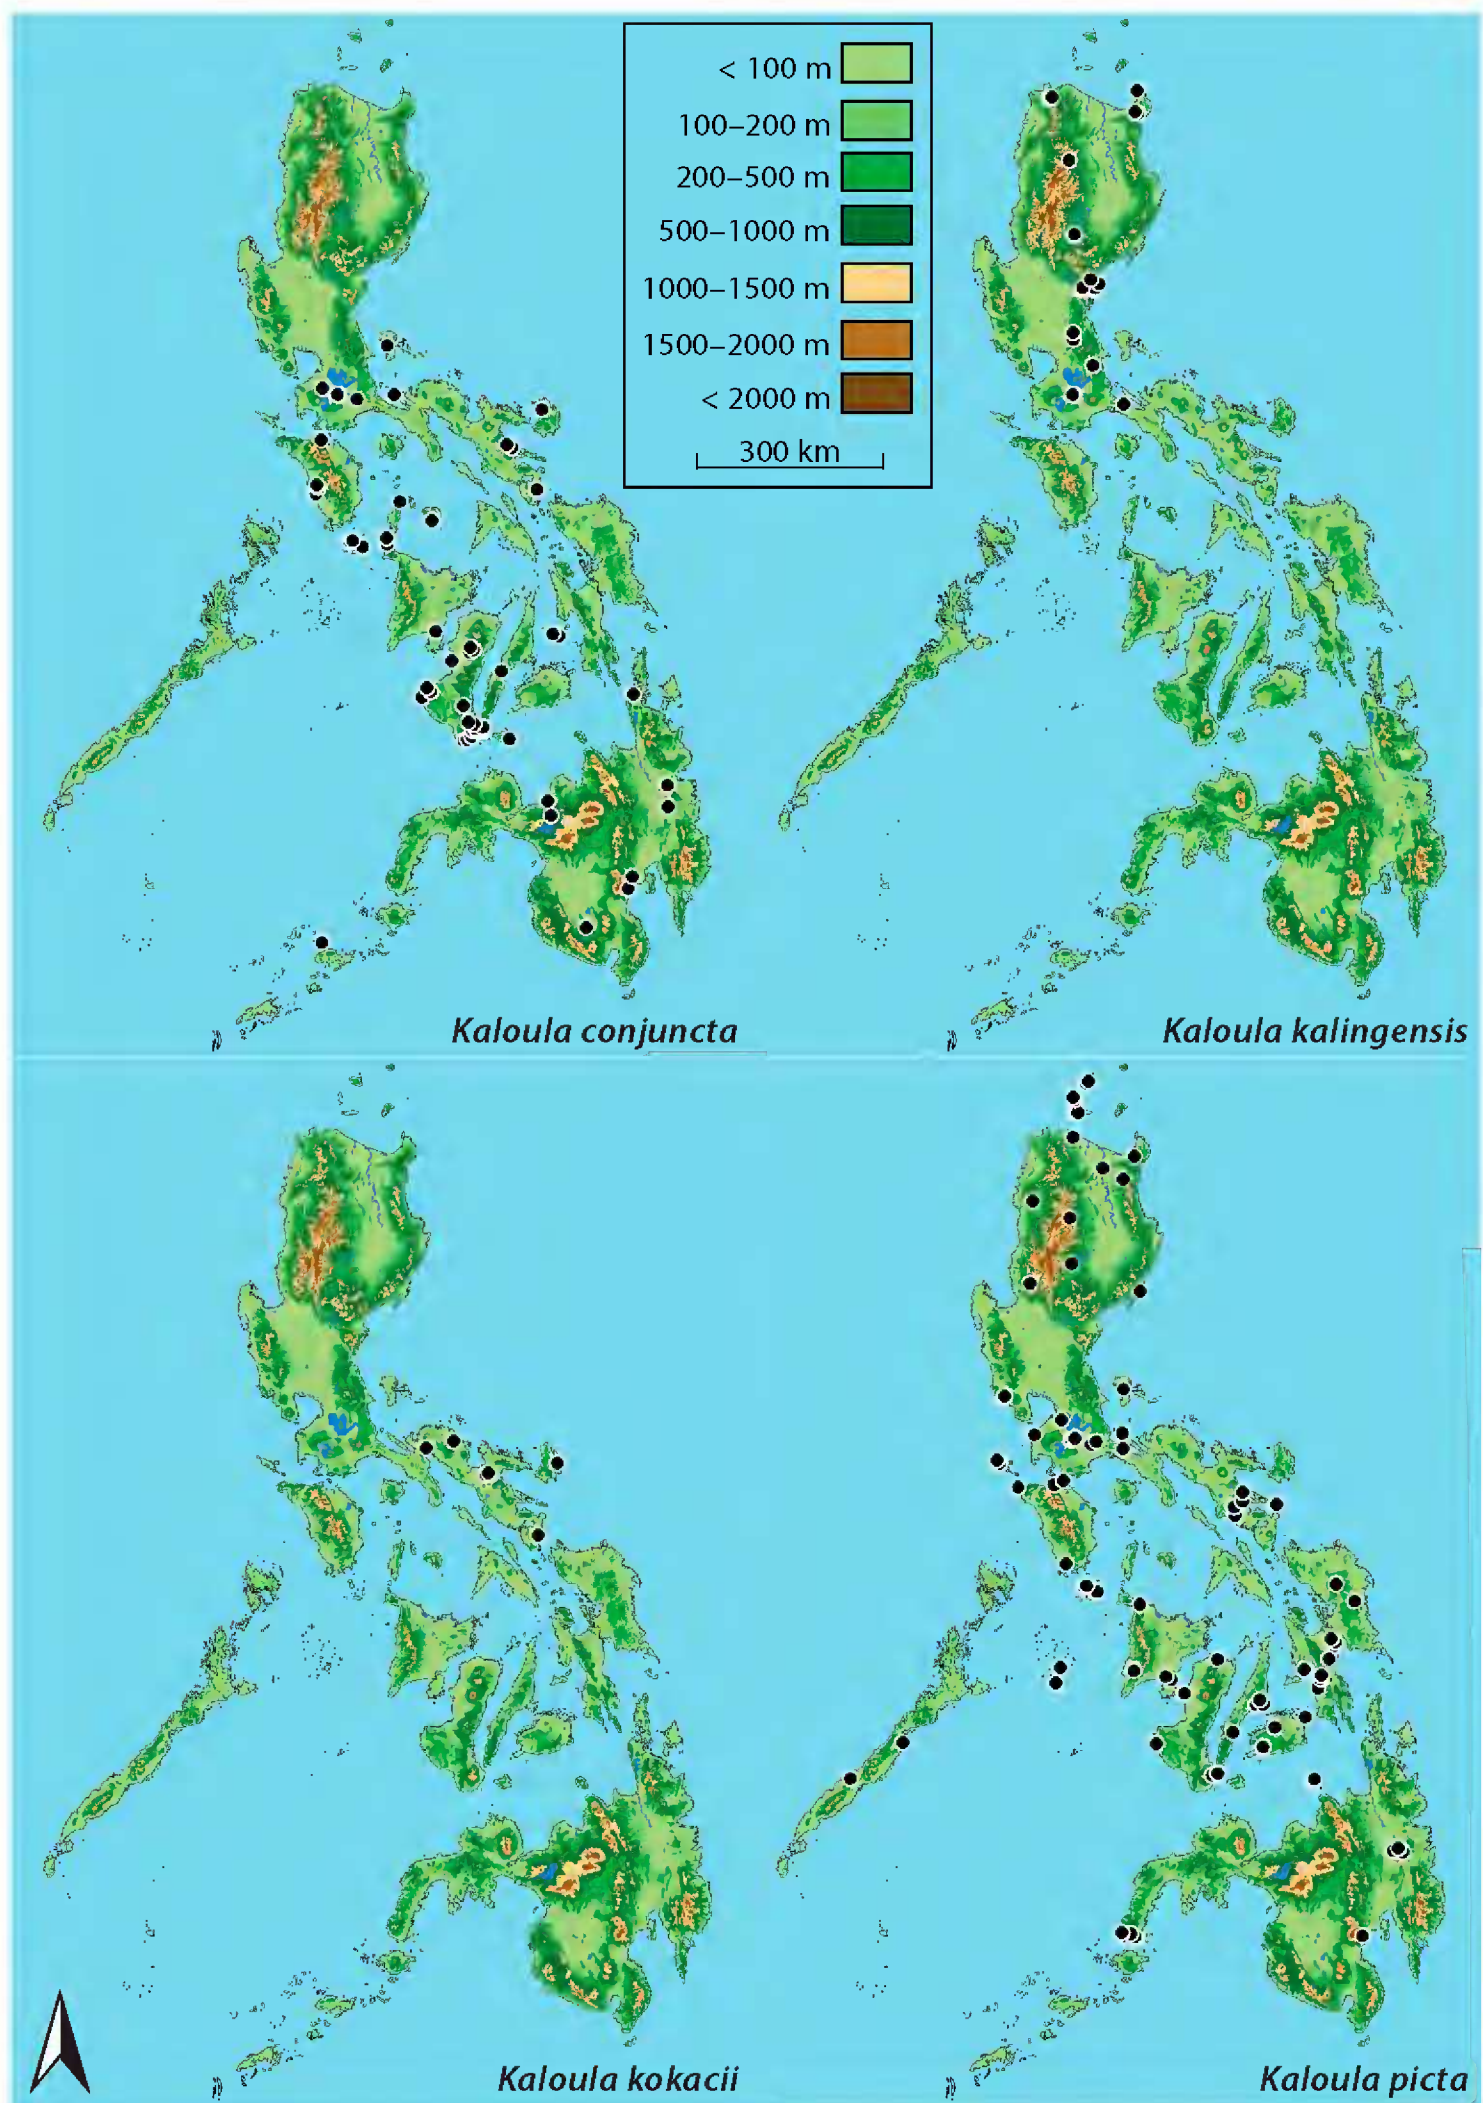 < 100 m
100–200 m
200–500 m
500–1000 m
1000–1500 m
1500–2000 m
< 2000 m
300 km
Kaloula conjuncta
Kaloula kalingensis
Kaloula kokacii
Kaloula picta